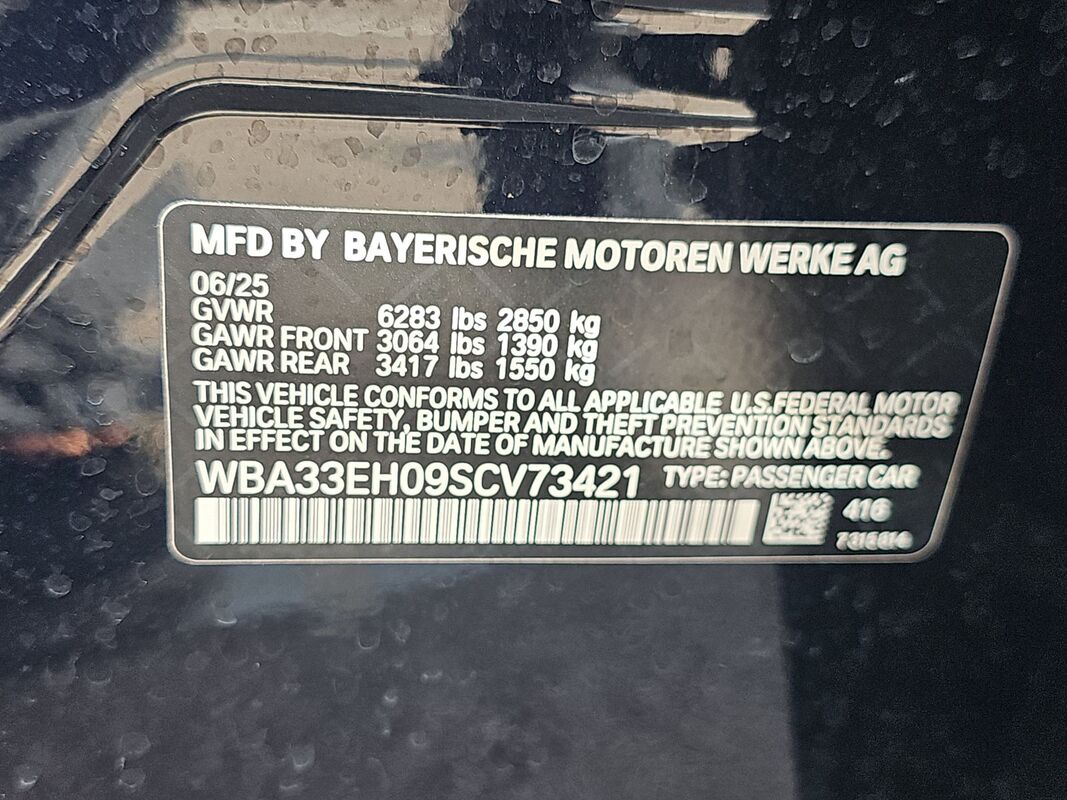 MFD BY BAYERISCHE MOTOREN WERKE AG
06/25
GVWR 6283 lbs 2850 kg
GAWR FRONT 3064 lbs 1390 kg
GAWR REAR 3417 lbs 1550 kg
THIS VEHICLE CONFORMS TO ALL APPLICABLE U.S.FEDERAL MOTOR
VEHICLE SAFETY, BUMPER AND THEFT PREVENTION STANDARDS
IN EFFECT ON THE DATE OF MANUFACTURE SHOWN ABOVE.
WBA33EH09SCV73421 TYPE: PASSENGER CAR
416